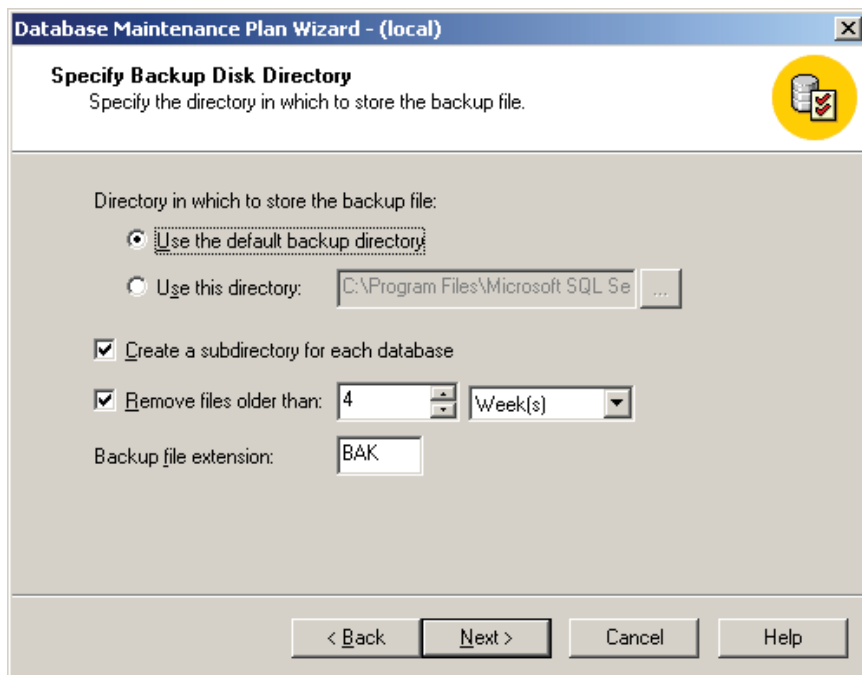 Database Maintenance Plan Wizard - (local)
Specify Backup Disk Directory
Specify the directory in which to store the backup file.
Directory in which to store the backup file:
Use the default backup directory
Use this directory: C:\Program Files\Microsoft SQL Se ...
Create a subdirectory for each database
Remove files older than: 4 Week(s)
Backup file extension: BAK
< Back Next > Cancel Help